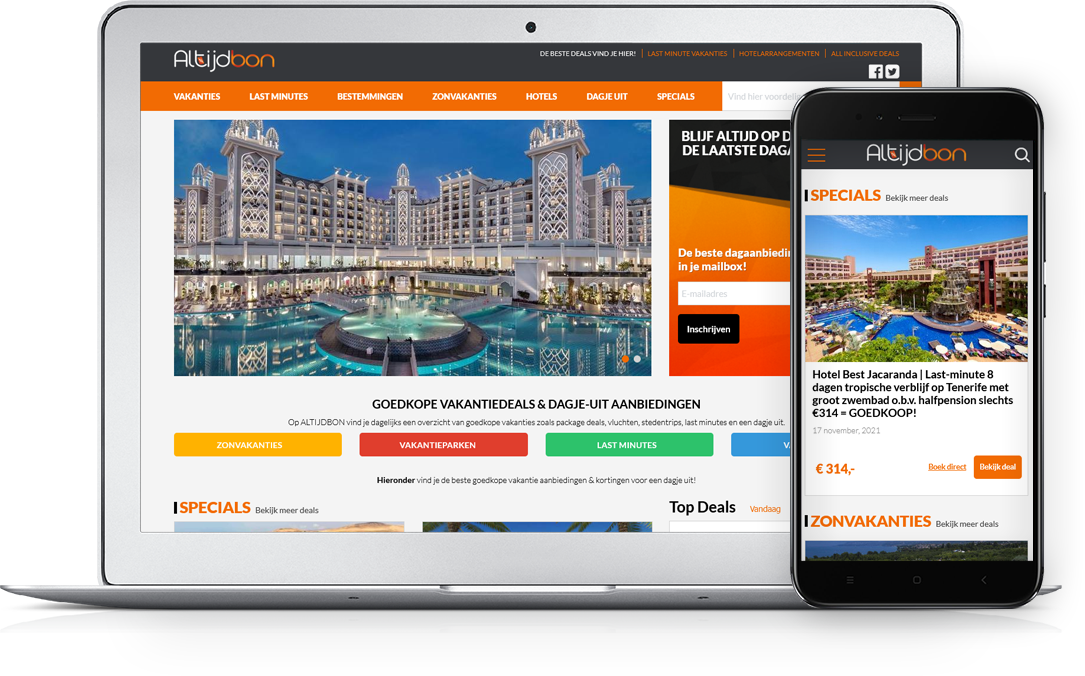 Altijdbon
DE BESTE DEALS VIND JE HIER!
LAST MINUTE VAKANTIES
HOTELARRANGEMENTEN
ALL INCLUSIVE DEALS
VAKANTIES
LAST MINUTES
BESTEMMINGEN
ZONVAKANTIES
HOTELS
DAGJE UIT
SPECIALS
Vind hier voordelig
BLIJF ALTIJD OP D
DE LAATSTE DAGA
De beste dagaanbiedin
in je mailbox!
E-mailadres
Inschrijven
GOEDKOPE VAKANTIEDEALS & DAGJE-UIT AANBIEDINGEN
Op ALTIJDBON vind je dagelijks een overzicht van goedkope vakanties zoals package deals, vluchten, stedentrips, last minutes en een dagje uit.
ZONVAKANTIES
VAKANTIEPARKEN
LAST MINUTES
V
Hieronder vind je de beste goedkope vakantie aanbiedingen & kortingen voor een dagje uit!
SPECIALS Bekijk meer deals
Top Deals Vandaag
Altijdbon
SPECIALS Bekijk meer deals
Hotel Best Jacaranda | Last-minute 8
dagen tropische verblijf op Tenerife met
groot zwembad o.b.v. halfpension slechts
€314 = GOEDKOOP!
17 november, 2021
€ 314,-
Boek direct
Bekijk deal
ZONVAKANTIES Bekijk meer deals